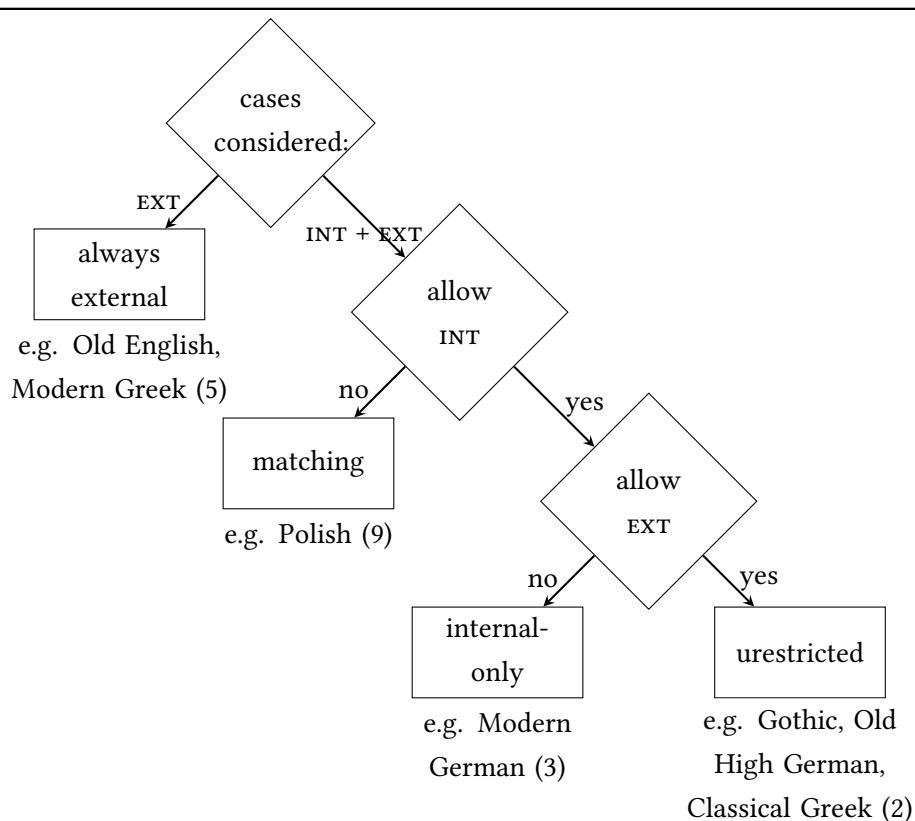 cases
considered:
EXT
INT + EXT
always
external
e.g. Old English,
Modern Greek (5)
allow
INT
no
yes
matching
e.g. Polish (9)
allow
EXT
no
yes
internal-
only
e.g. Modern
German (3)
urestricted
e.g. Gothic, Old
High German,
Classical Greek (2)